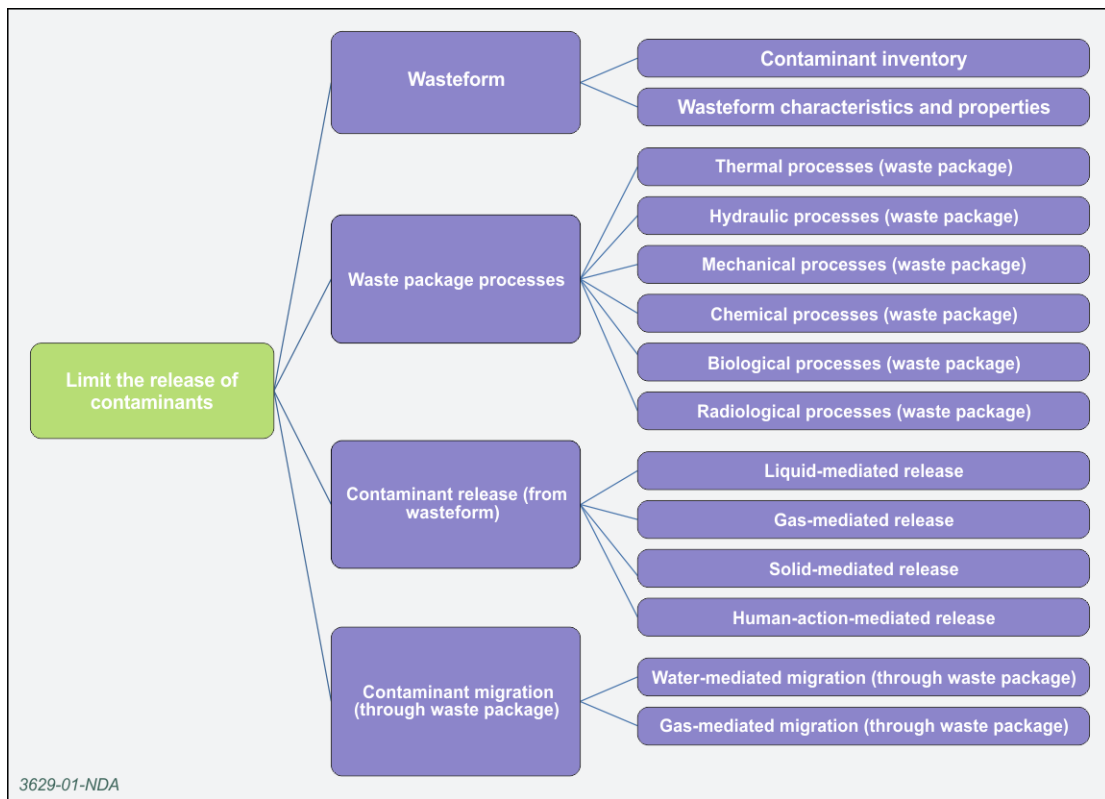 Limit the release of
contaminants
Wasteform
Contaminant inventory
Wasteform characteristics and properties
Waste package processes
Thermal processes (waste package)
Hydraulic processes (waste package)
Mechanical processes (waste package)
Chemical processes (waste package)
Biological processes (waste package)
Radiological processes (waste package)
Contaminant release (from
wasteform)
Liquid-mediated release
Gas-mediated release
Solid-mediated release
Human-action-mediated release
Contaminant migration
(through waste package)
Water-mediated migration (through waste package)
Gas-mediated migration (through waste package)
3629-01-NDA